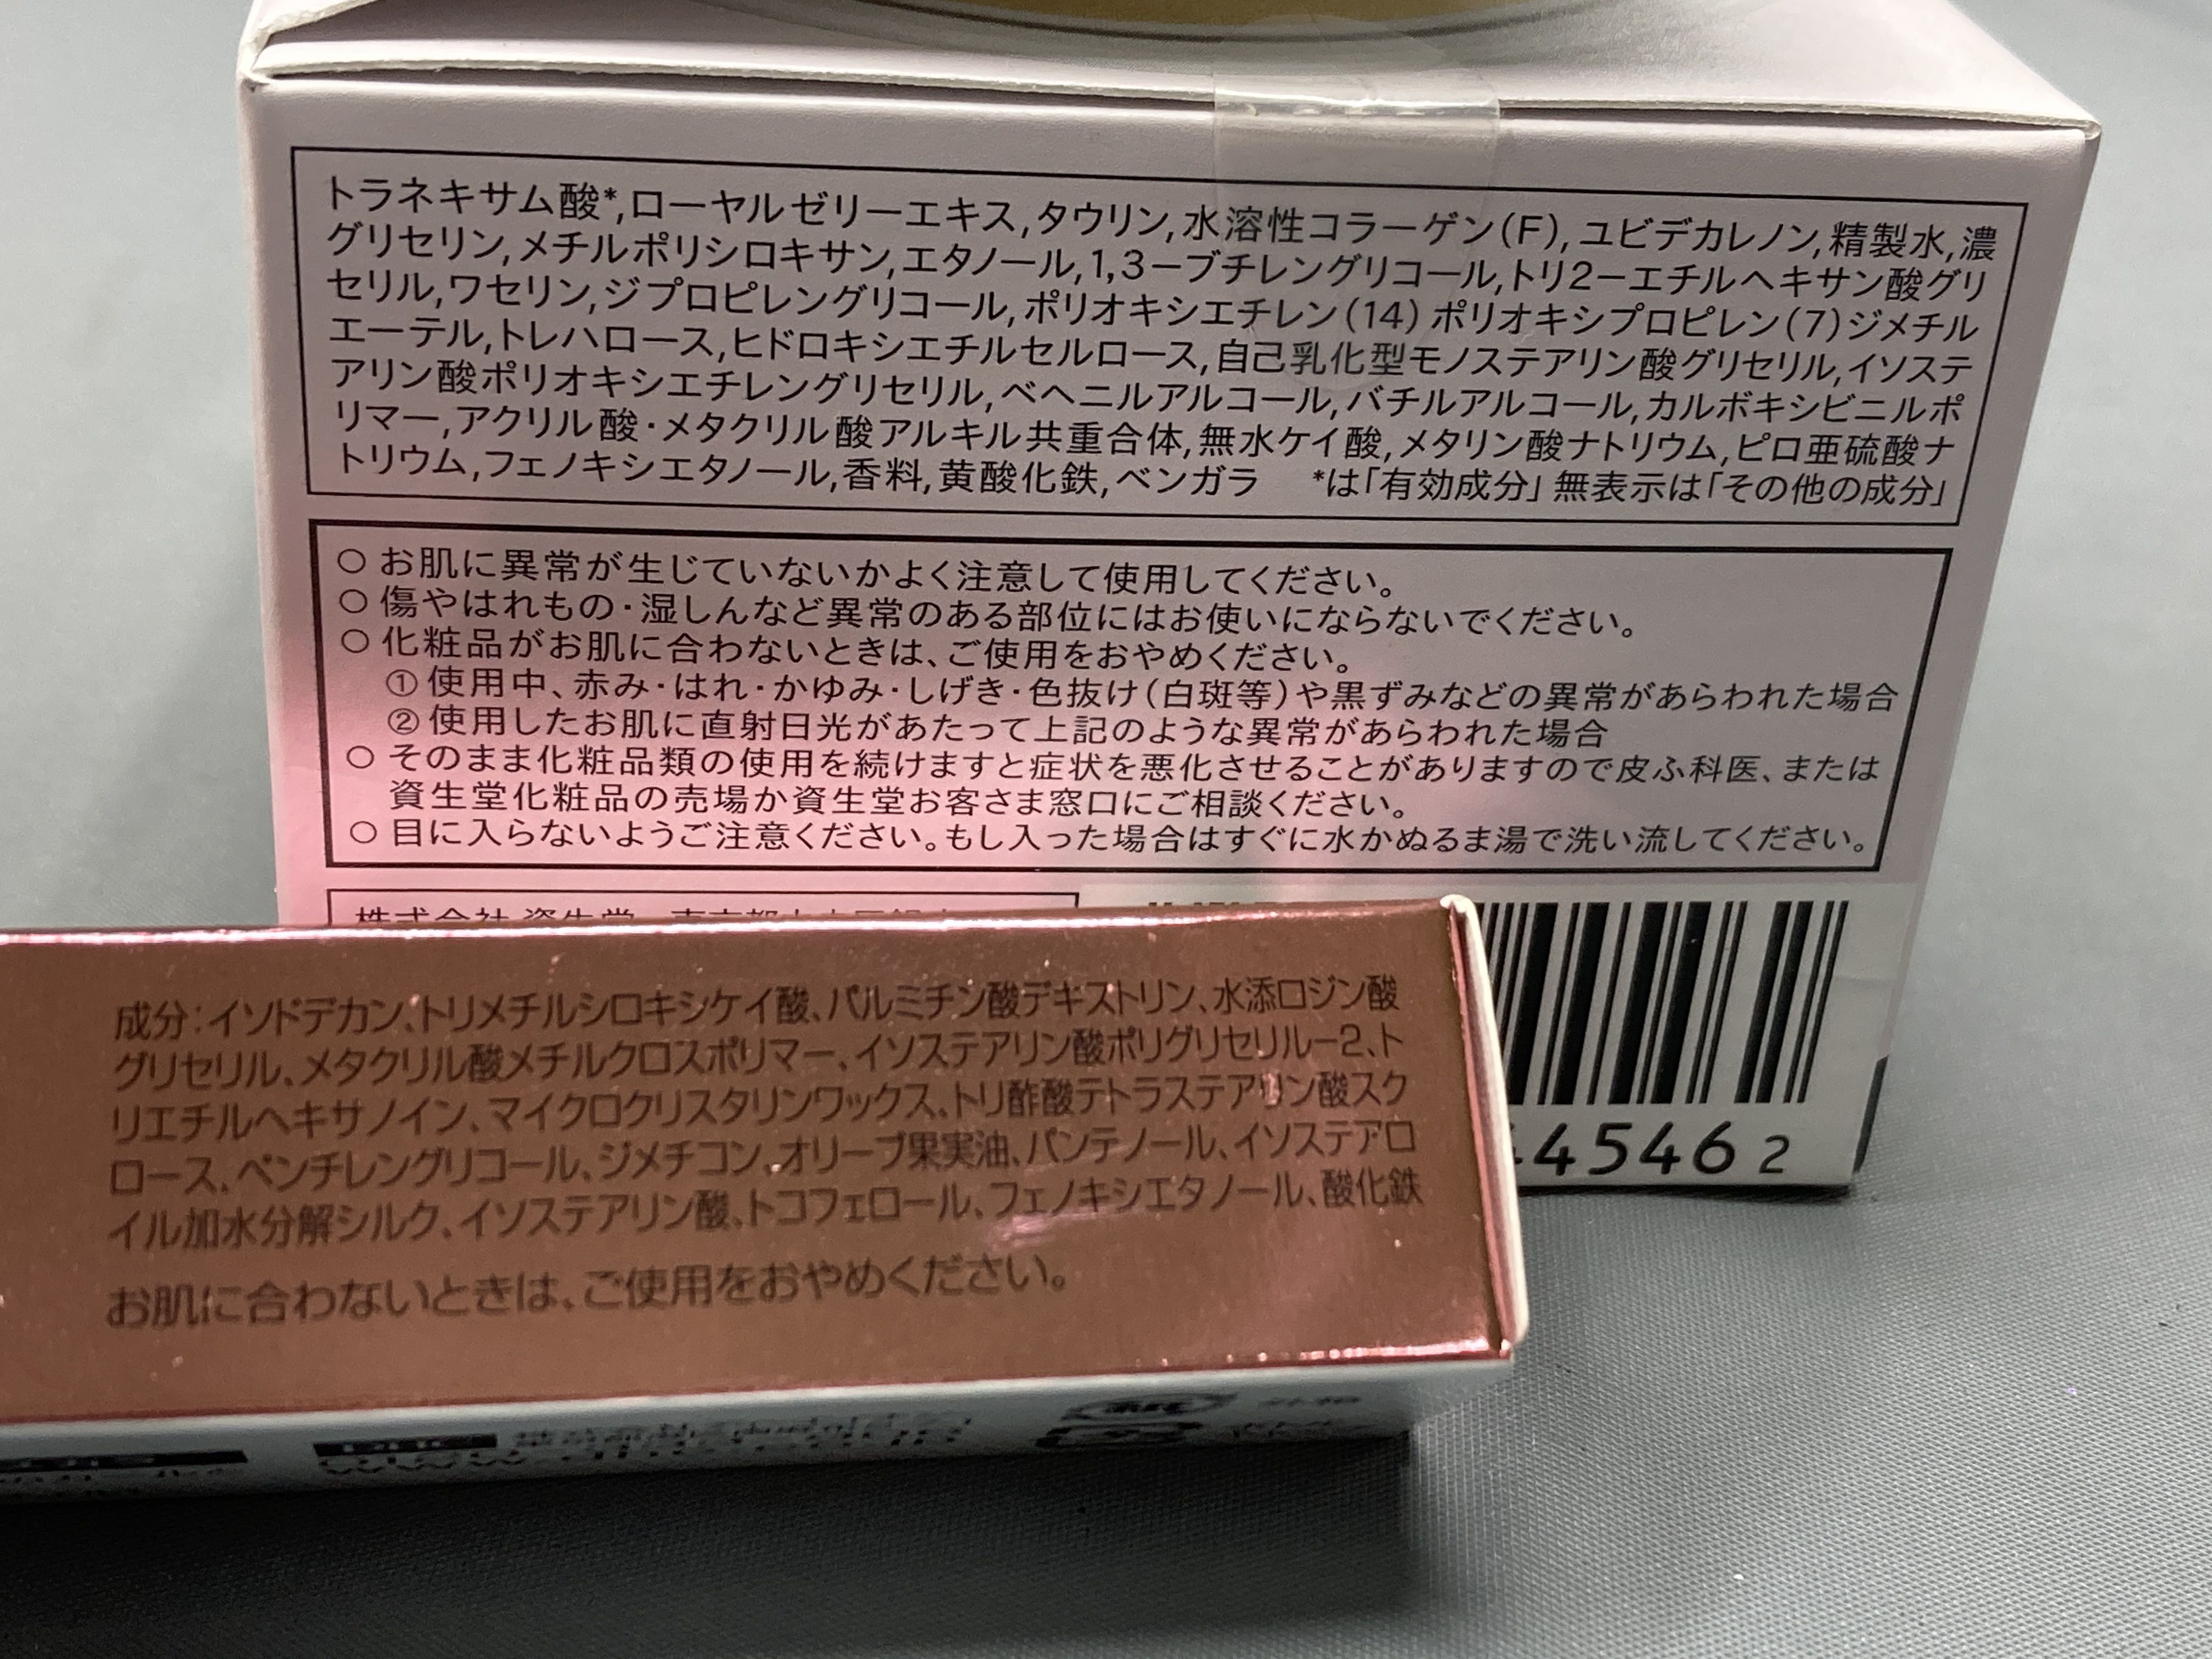 トラネキサム酸*,ローヤルゼリーエキス,タウリン,水溶性コラーゲン(F),ユビデカレノン,精製水,濃
グリセリン,メチルポリシロキサン,エタノール,1,3ーブチレングリコール,トリ2ーエチルヘキサン酸グリ
セリル,ワセリン,ジプロピレングリコール,ポリオキシエチレン(14)ポリオキシプロピレン(7)ジメチル
エーテル,トレハロース,ヒドロキシエチルセルロース,自己乳化型モノステアリン酸グリセリル,イソステ
アリン酸ポリオキシエチレングリセリル,ベヘニルアルコール,バチルアルコール,カルボキシビニルポ
リマー,アクリル酸・メタクリル酸アルキル共重合体,無水ケイ酸,メタリン酸ナトリウム,ピロ亜硫酸ナ
トリウム,フェノキシエタノール,香料,黄酸化鉄,ベンガラ *は「有効成分」無表示は「その他の成分」
○ お肌に異常が生じていないかよく注意して使用してください。
○ 傷やはれもの・湿しんなど異常のある部位にはお使いにならないでください。
○ 化粧品がお肌に合わないときは、ご使用をおやめください。
①使用中、赤み・はれ・かゆみ・しげき・色抜け(白斑等)や黒ずみなどの異常があらわれた場合
②使用したお肌に直射日光があたって上記のような異常があらわれた場合
○ そのまま化粧品類の使用を続けますと症状を悪化させることがありますので皮ふ科医、または
資生堂化粧品の売場か資生堂お客さま窓口にご相談ください。
○ 目に入らないようご注意ください。もし入った場合はすぐに水かぬるま湯で洗い流してください。
株式会社 資生堂 東京都
44546 2
成分:イソドデカン、トリメチルシロキシケイ酸、パルミチン酸デキストリン、水添ロジン酸
グリセリル、メタクリル酸メチルクロスポリマー、イソステアリン酸ポリグリセリル-2、ト
リエチルヘキサノイン、マイクロクリスタリンワックス、トリ酢酸テトラステアリン酸スク
ロース、ペンチレングリコール、ジメチコン、オリーブ果実油、パンテノール、イソステアロ
イル加水分解シルク、イソステアリン酸、トコフェロール、フェノキシエタノール、酸化鉄
お肌に合わないときは、ご使用をおやめください。